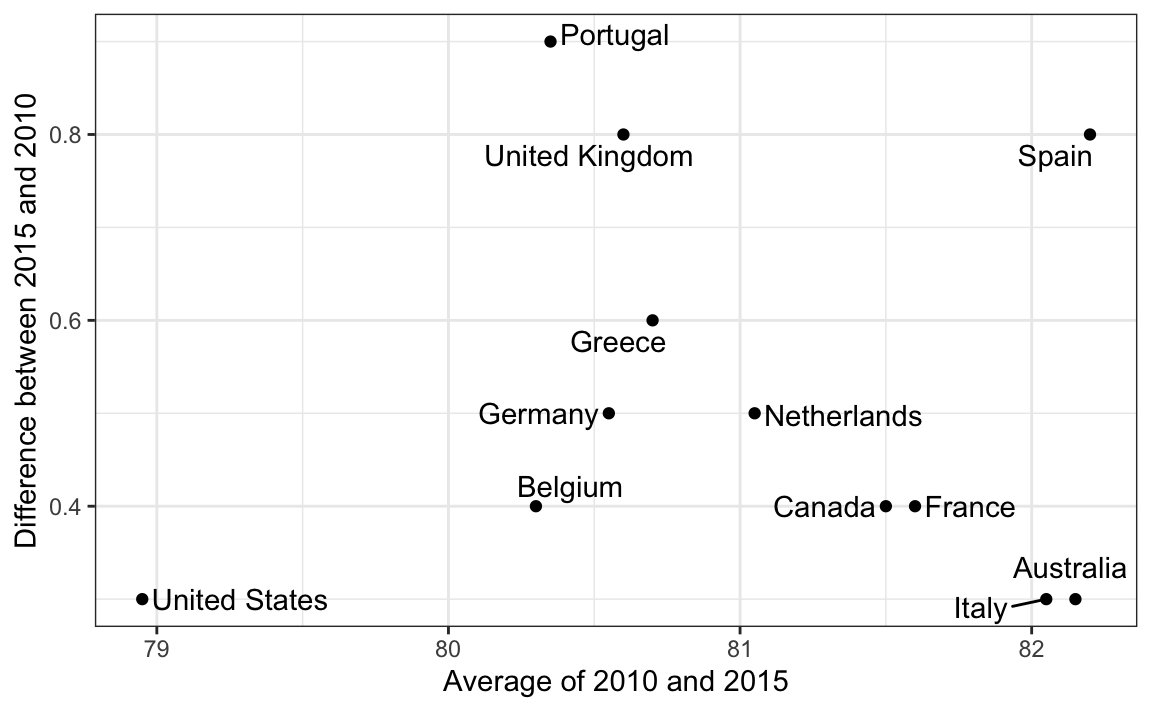 Difference between 2015 and 2010
0.8
0.6
0.4
Portugal
United Kingdom
Spain
Greece
Germany
Netherlands
Belgium
Canada
France
Australia
United States
Italy
79
80
81
82
Average of 2010 and 2015